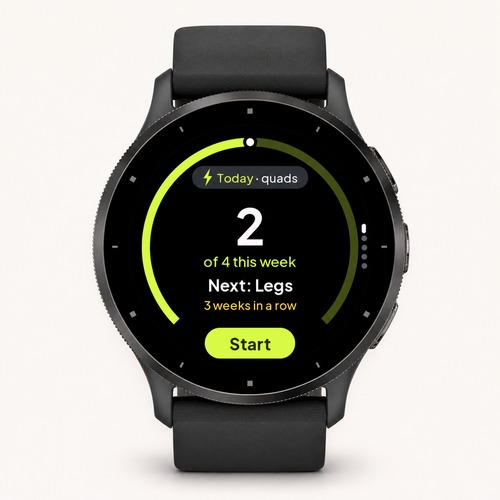 Today · quads
2
of 4 this week
Next: Legs
3 weeks in a row
Start